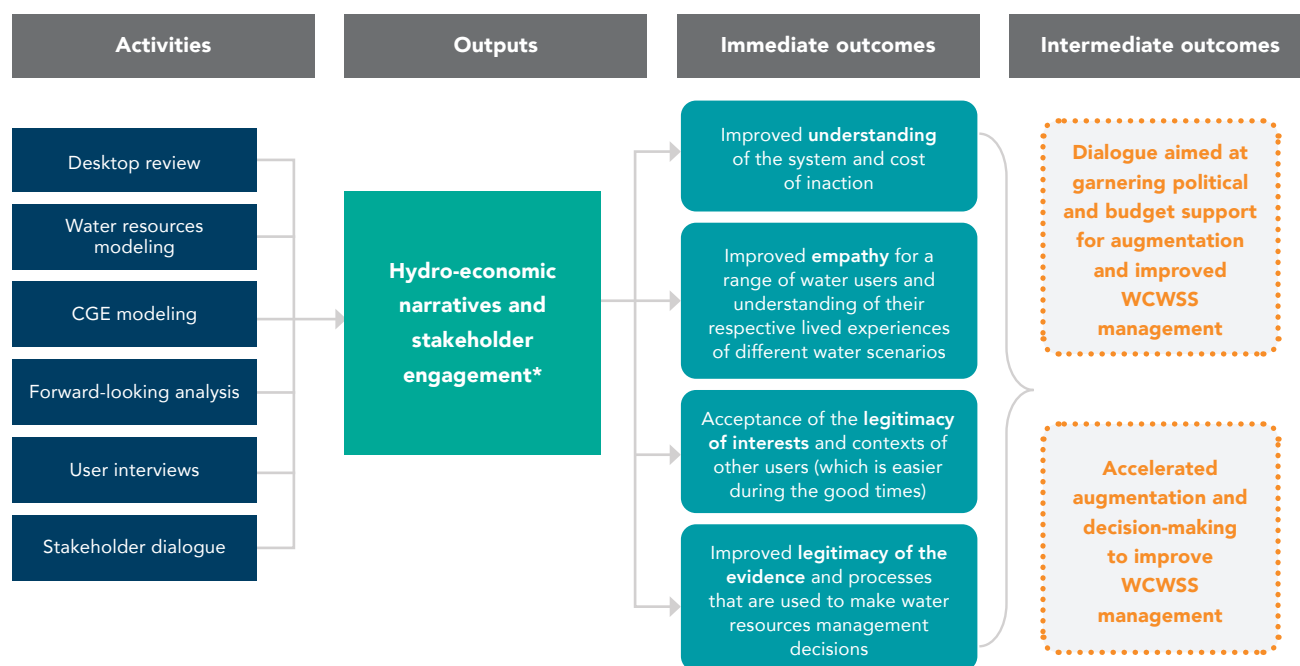 Activities
Outputs
Immediate outcomes
Intermediate outcomes
Desktop review
Water resources
modeling
CGE modeling
Forward-looking analysis
User interviews
Stakeholder dialogue
Hydro-economic
narratives and
stakeholder
engagement*
Improved understanding
of the system and cost
of inaction
Improved empathy for a
range of water users and
understanding of their
respective lived experiences
of different water scenarios
Acceptance of the legitimacy
of interests and contexts of
other users (which is easier
during the good times)
Improved legitimacy of the
evidence and processes
that are used to make water
resources management
decisions
Dialogue aimed at
garnering political
and budget support
for augmentation
and improved
WCWSS
management
Accelerated
augmentation and
decision-making
to improve
WCWSS
management